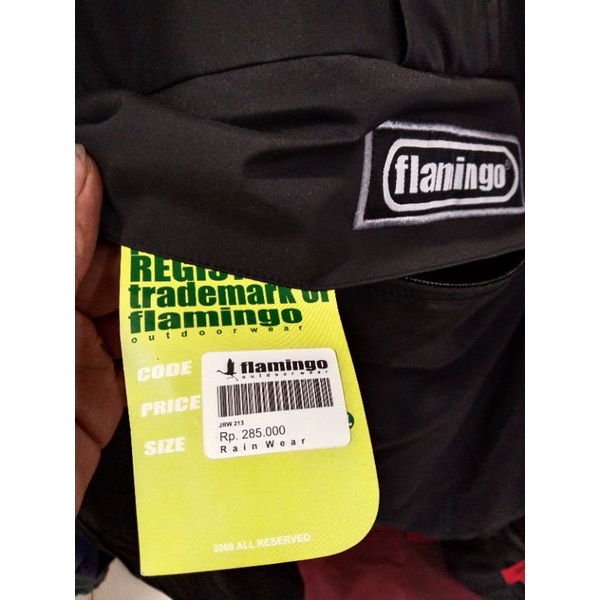 flamingo®
trademark of
flamingo
outdoorwear
CODE
flamingo
outdoorwear
PRICE
JRW 213
Rp. 285.000
SIZE
Rain Wear
2008 ALL RESERVED